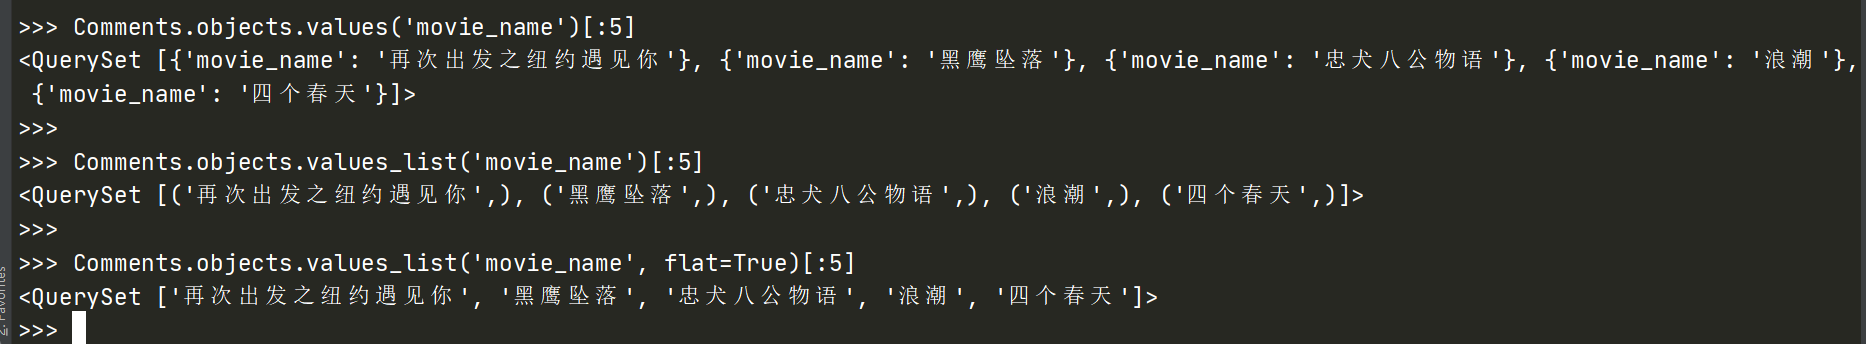 >>> Comments.objects.values('movie_name')[:5]
<QuerySet [{'movie_name': '再次出发之纽约遇见你'}, {'movie_name': '黑鹰坠落'}, {'movie_name': '忠犬八公物语'}, {'movie_name': '浪潮'},
{'movie_name': '四个春天'}]>
>>>
>>> Comments.objects.values_list('movie_name')[:5]
<QuerySet [('再次出发之纽约遇见你',), ('黑鹰坠落',), ('忠犬八公物语',), ('浪潮',), ('四个春天',)]>
>>>
>>> Comments.objects.values_list('movie_name', flat=True)[:5]
<QuerySet ['再次出发之纽约遇见你', '黑鹰坠落', '忠犬八公物语', '浪潮', '四个春天']>
>>>
2: Favorites